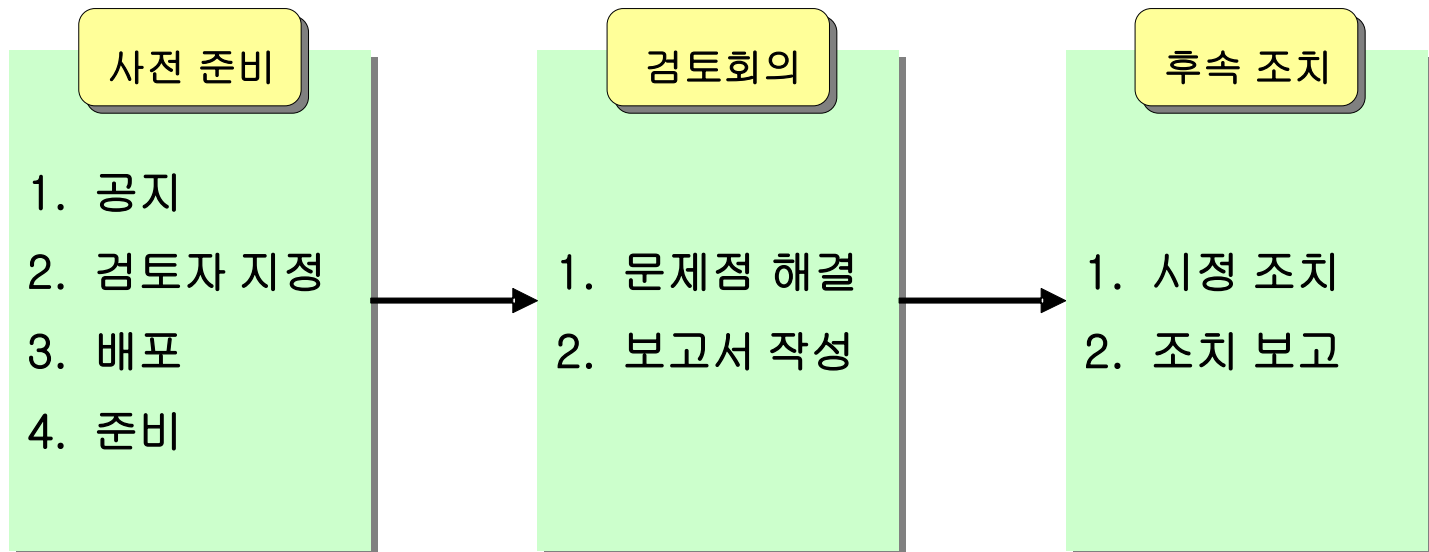 사전 준비
1. 공지
2. 검토자 지정
3. 배포
4. 준비
검토회의
1. 문제점 해결
2. 보고서 작성
후속 조치
1. 시정 조치
2. 조치 보고